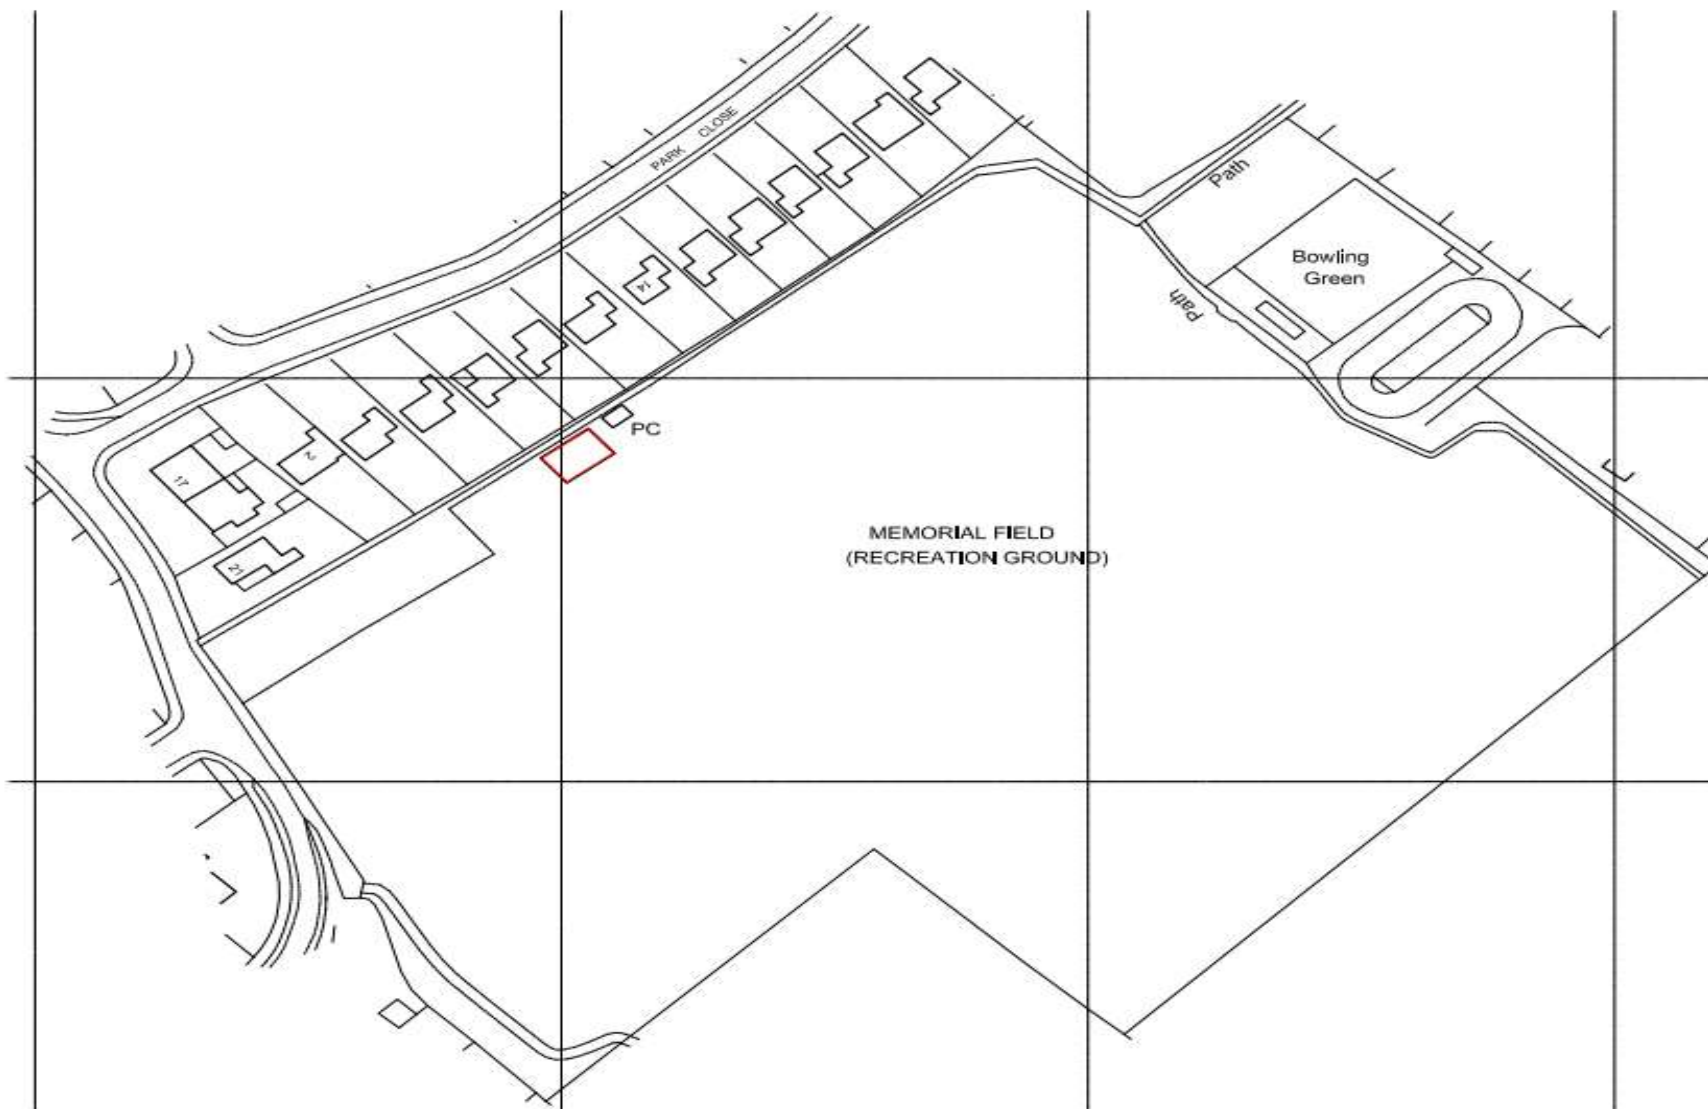 PARK CLOSE
Path
Bowling
Green
Path
14
PC
2
17
MEMORIAL FIELD
(RECREATION GROUND)
21